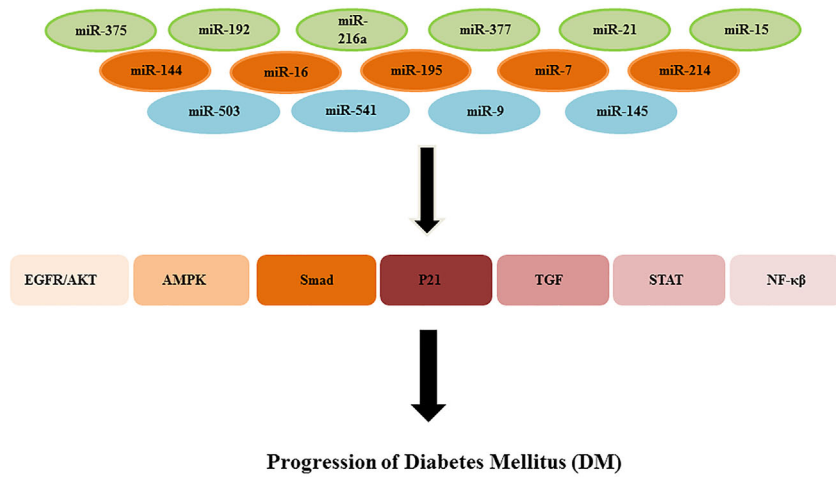 miR-375 miR-192 miR-
216a miR-377 miR-21 miR-15
miR-144 miR-16 miR-195 miR-7 miR-214
miR-503 miR-541 miR-9 miR-145
EGFR/AKT AMPK Smad P21 TGF STAT NF-κβ
Progression of Diabetes Mellitus (DM)